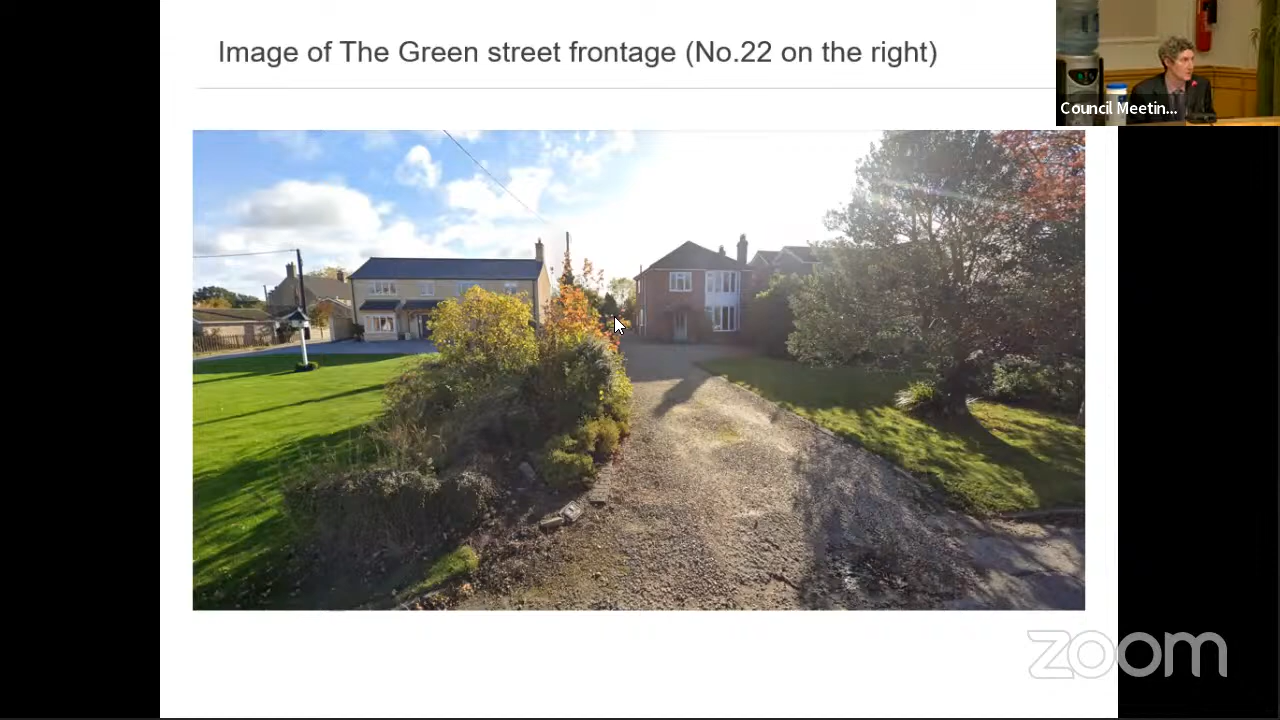 Image of The Green street frontage (No.22 on the right)
Council Meetin...
zoom